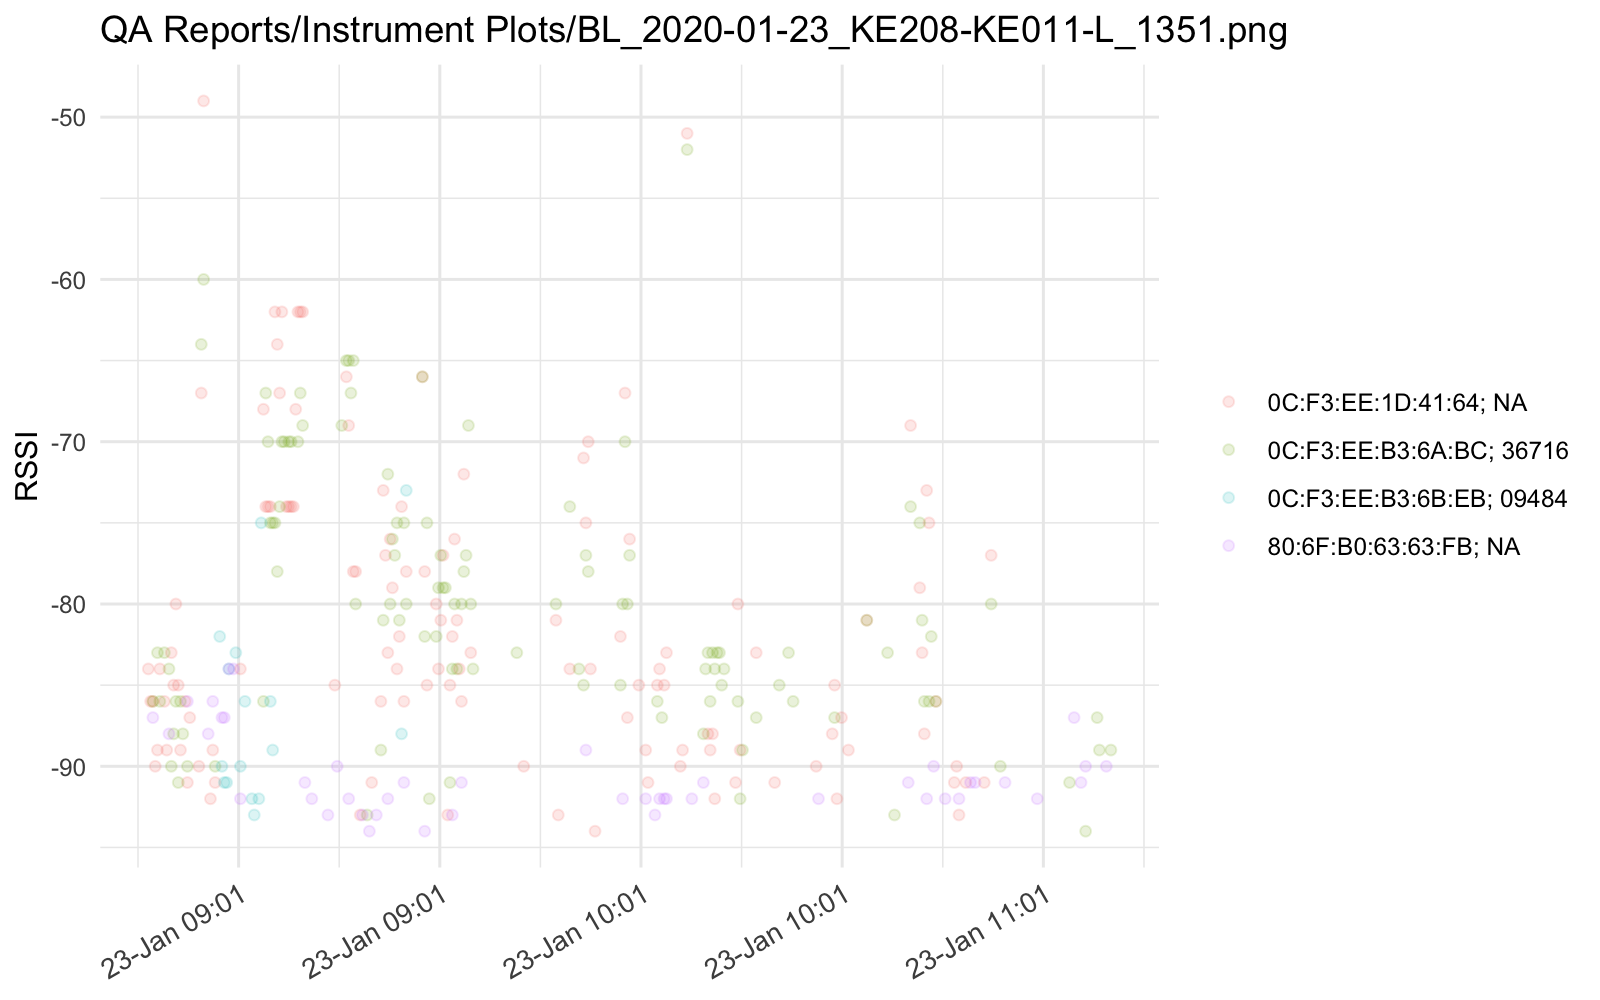 QA Reports/Instrument Plots/BL_2020-01-23_KE208-KE011-L_1351.png
RSSI
-50
-60
-70
-80
-90
23-Jan 09:01
23-Jan 09:01
23-Jan 10:01
23-Jan 10:01
23-Jan 11:01
0C:F3:EE:1D:41:64; NA
0C:F3:EE:B3:6A:BC; 36716
0C:F3:EE:B3:6B:EB; 09484
80:6F:B0:63:63:FB; NA